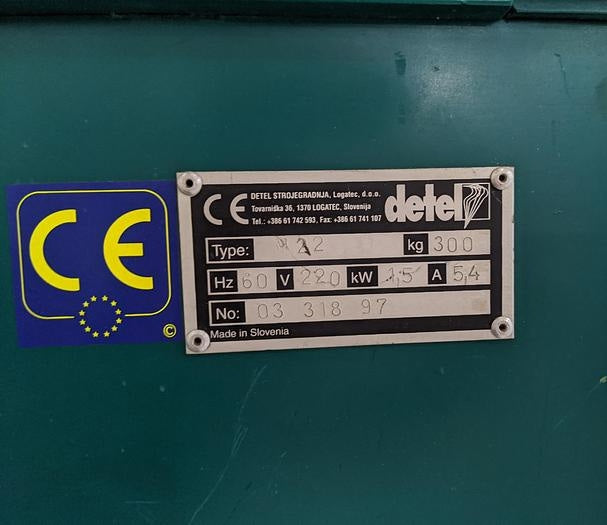 CE
©
CE DETEL STROJEGRADNJA, Logatec, d.o.o.
Tovarniška 36, 1370 LOGATEC, Slovenija
Tel.: +386 61 742 593, Fax: +386 61 741 107
detel
Type: 22 kg 300
Hz 60 V 220 kW 1,5 A 5,4
No: 03 318 97
Made in Slovenia